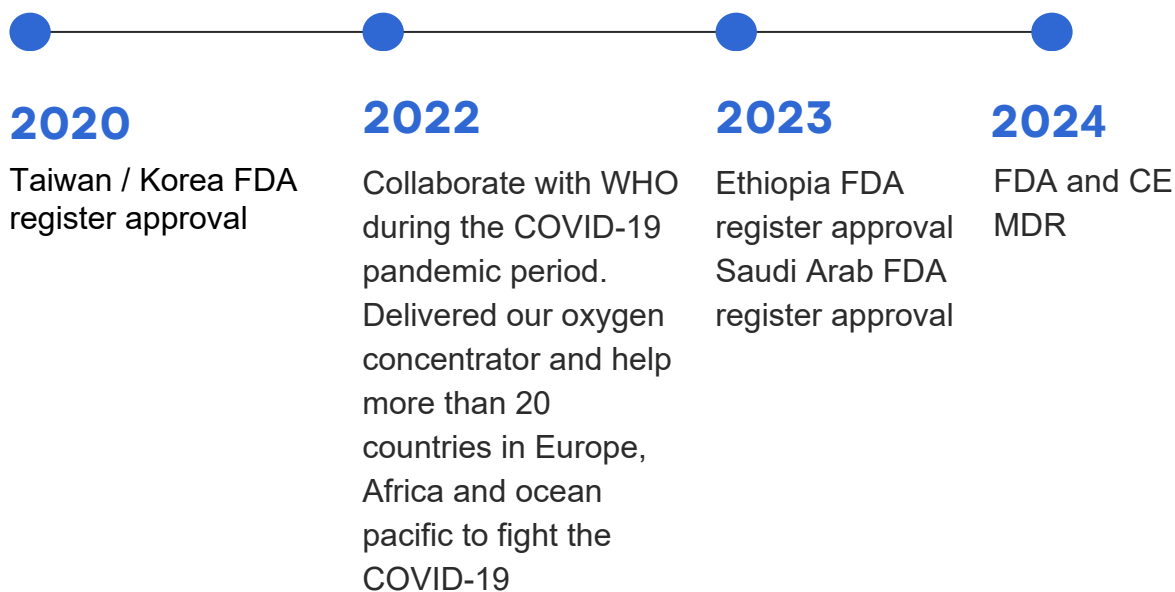 2020
Taiwan / Korea FDA
register approval
2022
Collaborate with WHO
during the COVID-19
pandemic period.
Delivered our oxygen
concentrator and help
more than 20
countries in Europe,
Africa and ocean
pacific to fight the
COVID-19
2023
Ethiopia FDA
register approval
Saudi Arab FDA
register approval
2024
FDA and CE
MDR